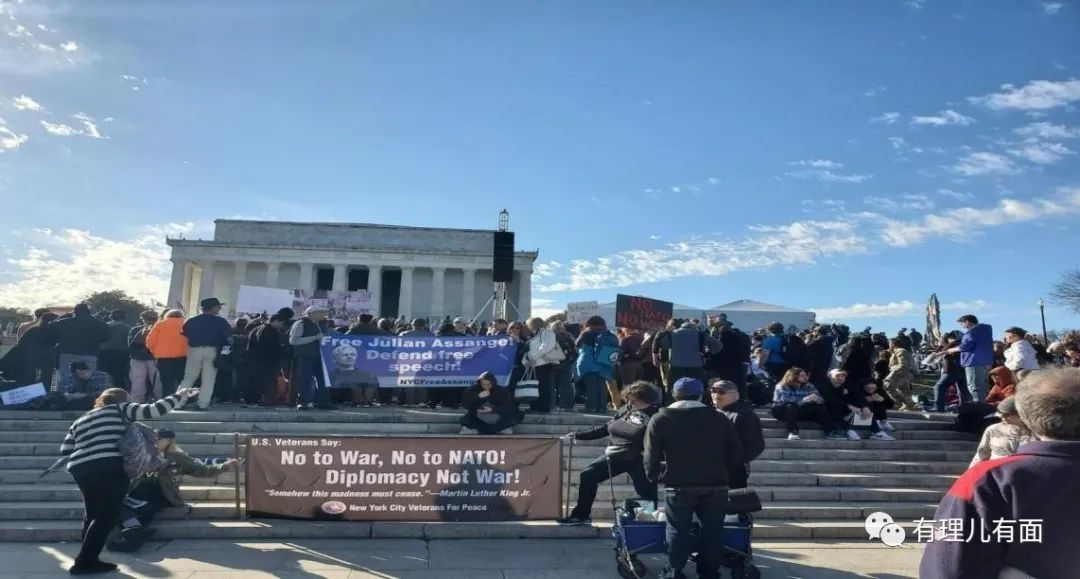 Free Julian Assange!
Defend free
speech!
NYCFreeAssange
NO
NO
U.S. Veterans Say:
No to War, No to NATO!
Diplomacy Not War!
"Somehow this madness must cease."—Martin Luther King Jr.
New York City Veterans For Peace
有理儿有面